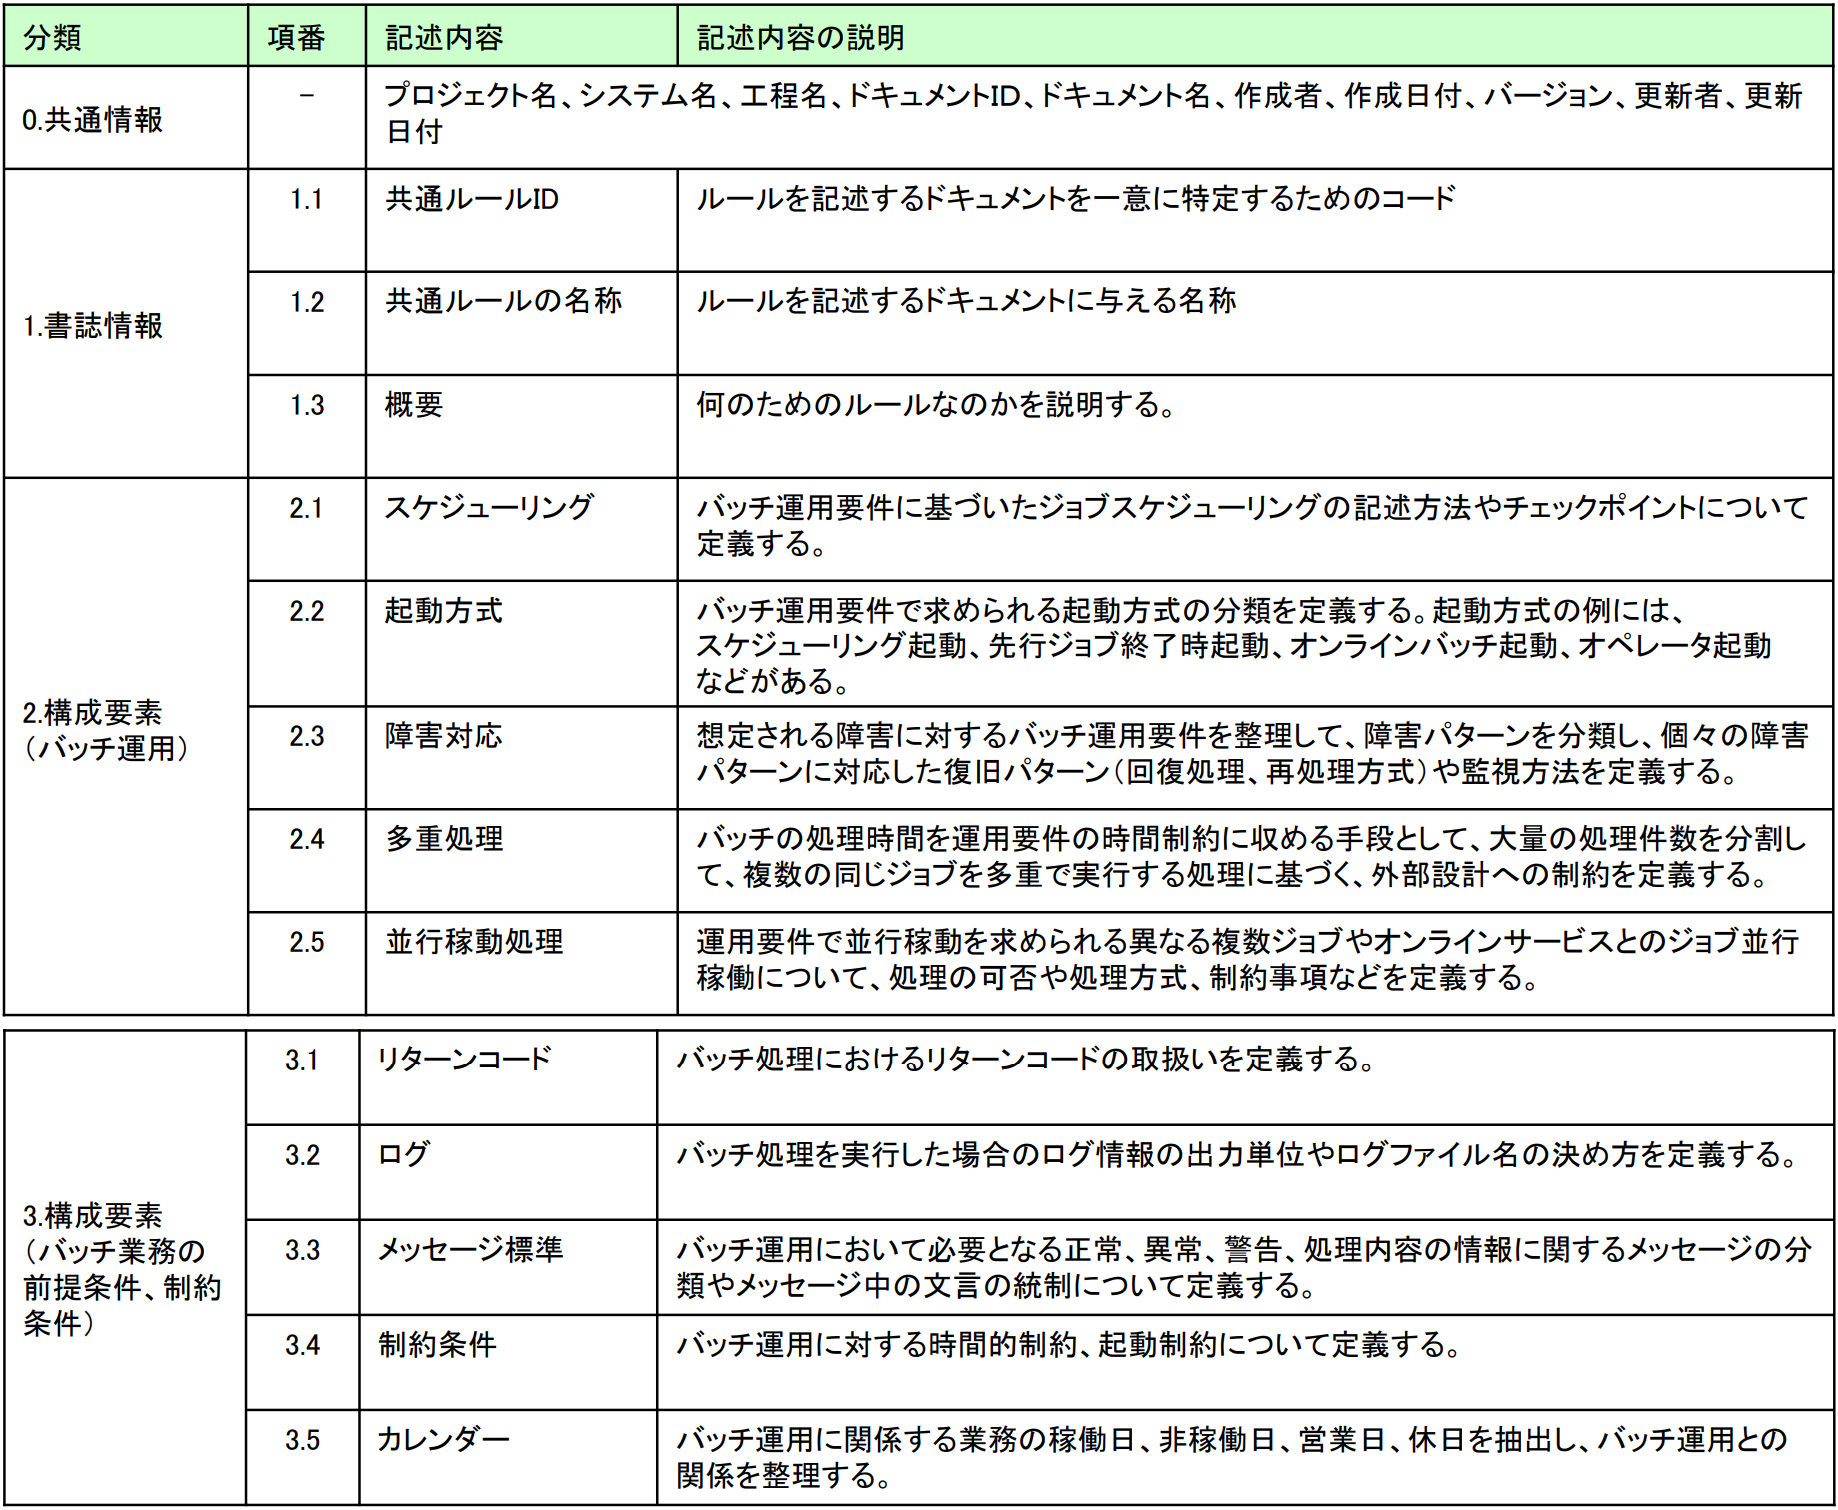 分類 項番 記述内容 記述内容の説明
0.共通情報 － プロジェクト名、システム名、工程名、ドキュメントID、ドキュメント名、作成者、作成日付、バージョン、更新者、更新
日付
1.書誌情報
1.1 共通ルールID ルールを記述するドキュメントを一意に特定するためのコード
1.2 共通ルールの名称 ルールを記述するドキュメントに与える名称
1.3 概要 何のためのルールなのかを説明する。
2.構成要素
（バッチ運用）
2.1 スケジューリング バッチ運用要件に基づいたジョブスケジューリングの記述方法やチェックポイントについて
定義する。
2.2 起動方式 バッチ運用要件で求められる起動方式の分類を定義する。起動方式の例には、
スケジューリング起動、先行ジョブ終了時起動、オンラインバッチ起動、オペレータ起動
などがある。
2.3 障害対応 想定される障害に対するバッチ運用要件を整理して、障害パターンを分類し、個々の障害
パターンに対応した復旧パターン（回復処理、再処理方式）や監視方法を定義する。
2.4 多重処理 バッチの処理時間を運用要件の時間制約に収める手段として、大量の処理件数を分割し
て、複数の同じジョブを多重で実行する処理に基づく、外部設計への制約を定義する。
2.5 並行稼動処理 運用要件で並行稼動を求められる異なる複数ジョブやオンラインサービスとのジョブ並行
稼働について、処理の可否や処理方式、制約事項などを定義する。
3.構成要素
（バッチ業務の
前提条件、制約
条件）
3.1 リターンコード バッチ処理におけるリターンコードの取扱いを定義する。
3.2 ログ バッチ処理を実行した場合のログ情報の出力単位やログファイル名の決め方を定義する。
3.3 メッセージ標準 バッチ運用において必要となる正常、異常、警告、処理内容の情報に関するメッセージの分
類やメッセージ中の文言の統制について定義する。
3.4 制約条件 バッチ運用に対する時間的制約、起動制約について定義する。
3.5 カレンダー バッチ運用に関係する業務の稼働日、非稼働日、営業日、休日を抽出し、バッチ運用との
関係を整理する。